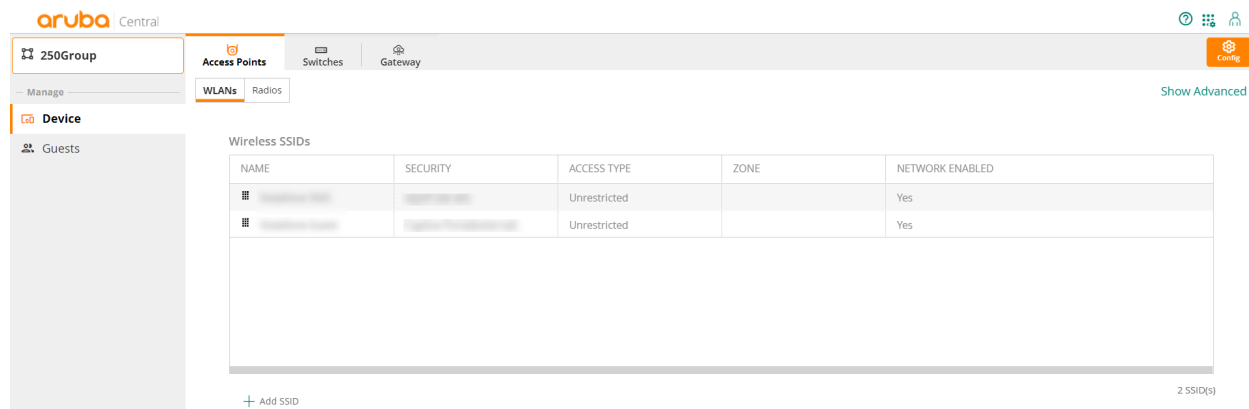 aruba Central
250Group
Access Points Switches Gateway
Config
Manage
WLANs Radios
Show Advanced
Device
Guests
Wireless SSIDs
NAME SECURITY ACCESS TYPE ZONE NETWORK ENABLED
Unrestricted Yes
Unrestricted Yes
2 SSID(s)
+ Add SSID